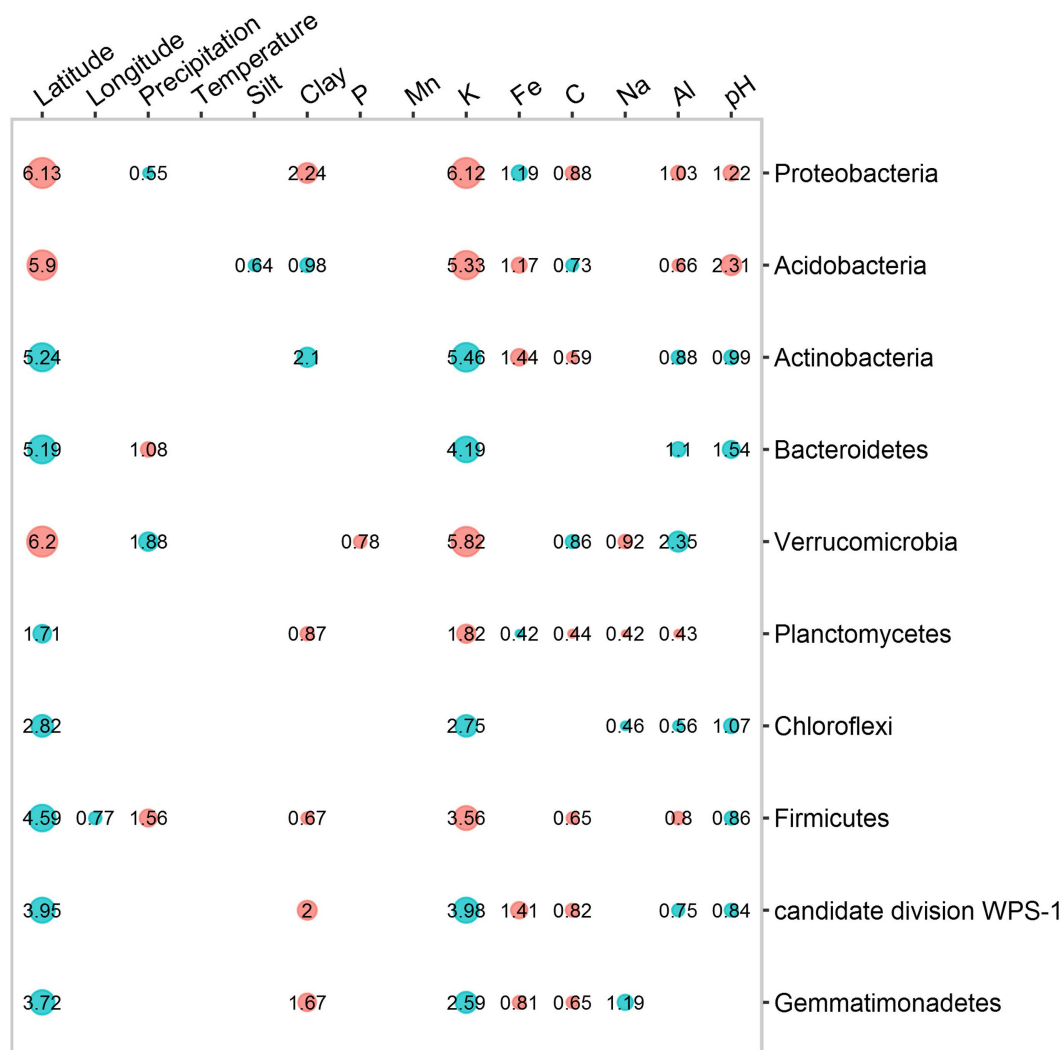 Latitude Longitude Precipitation Temperature Silt Clay P Mn K Fe C Na Al pH
6.13 0.55 2.24 6.12 1.19 0.88 1.03 1.22 Proteobacteria
5.9 0.64 0.98 5.33 1.17 0.73 0.66 2.31 Acidobacteria
5.24 2.1 5.46 1.44 0.59 0.88 0.99 Actinobacteria
5.19 1.08 4.19 1.1 1.54 Bacteroidetes
6.2 1.88 0.78 5.82 0.86 0.92 2.35 Verrucomicrobia
1.71 0.87 1.82 0.42 0.44 0.42 0.43 Planctomycetes
2.82 2.75 0.46 0.56 1.07 Chloroflexi
4.59 0.77 1.56 0.67 3.56 0.65 0.8 0.86 Firmicutes
3.95 2 3.98 1.41 0.82 0.75 0.84 candidate division WPS-1
3.72 1.67 2.59 0.81 0.65 1.19 Gemmatimonadetes